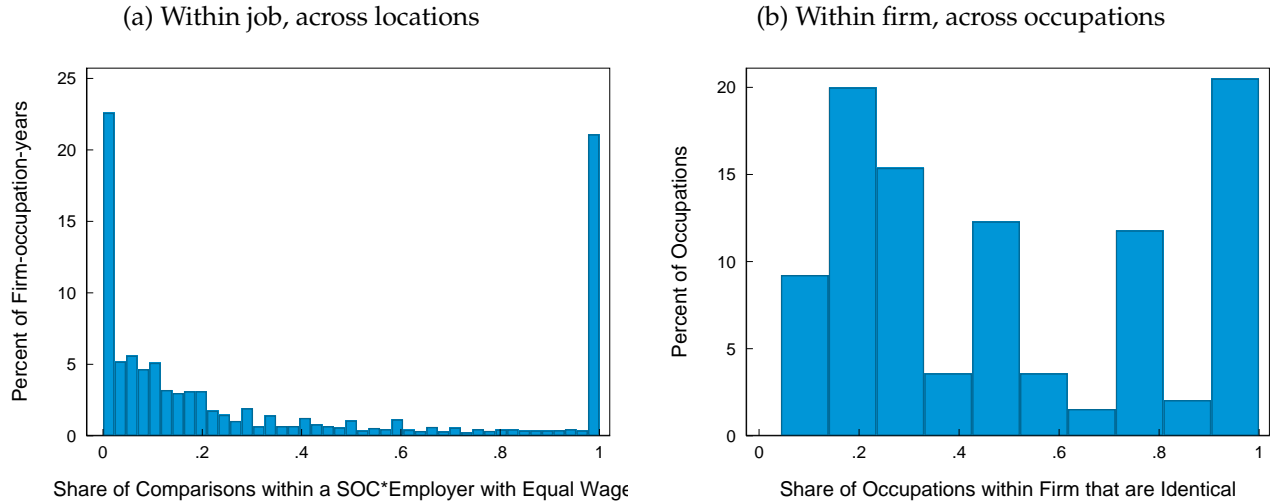 (a) Within job, across locations
(b) Within firm, across occupations
Percent of Firm-occupation-years
25
20
15
10
5
0
0 .2 .4 .6 .8 1
Share of Comparisons within a SOC*Employer with Equal Wage
Percent of Occupations
20
15
10
5
0
0 .2 .4 .6 .8 1
Share of Occupations within Firm that are Identical